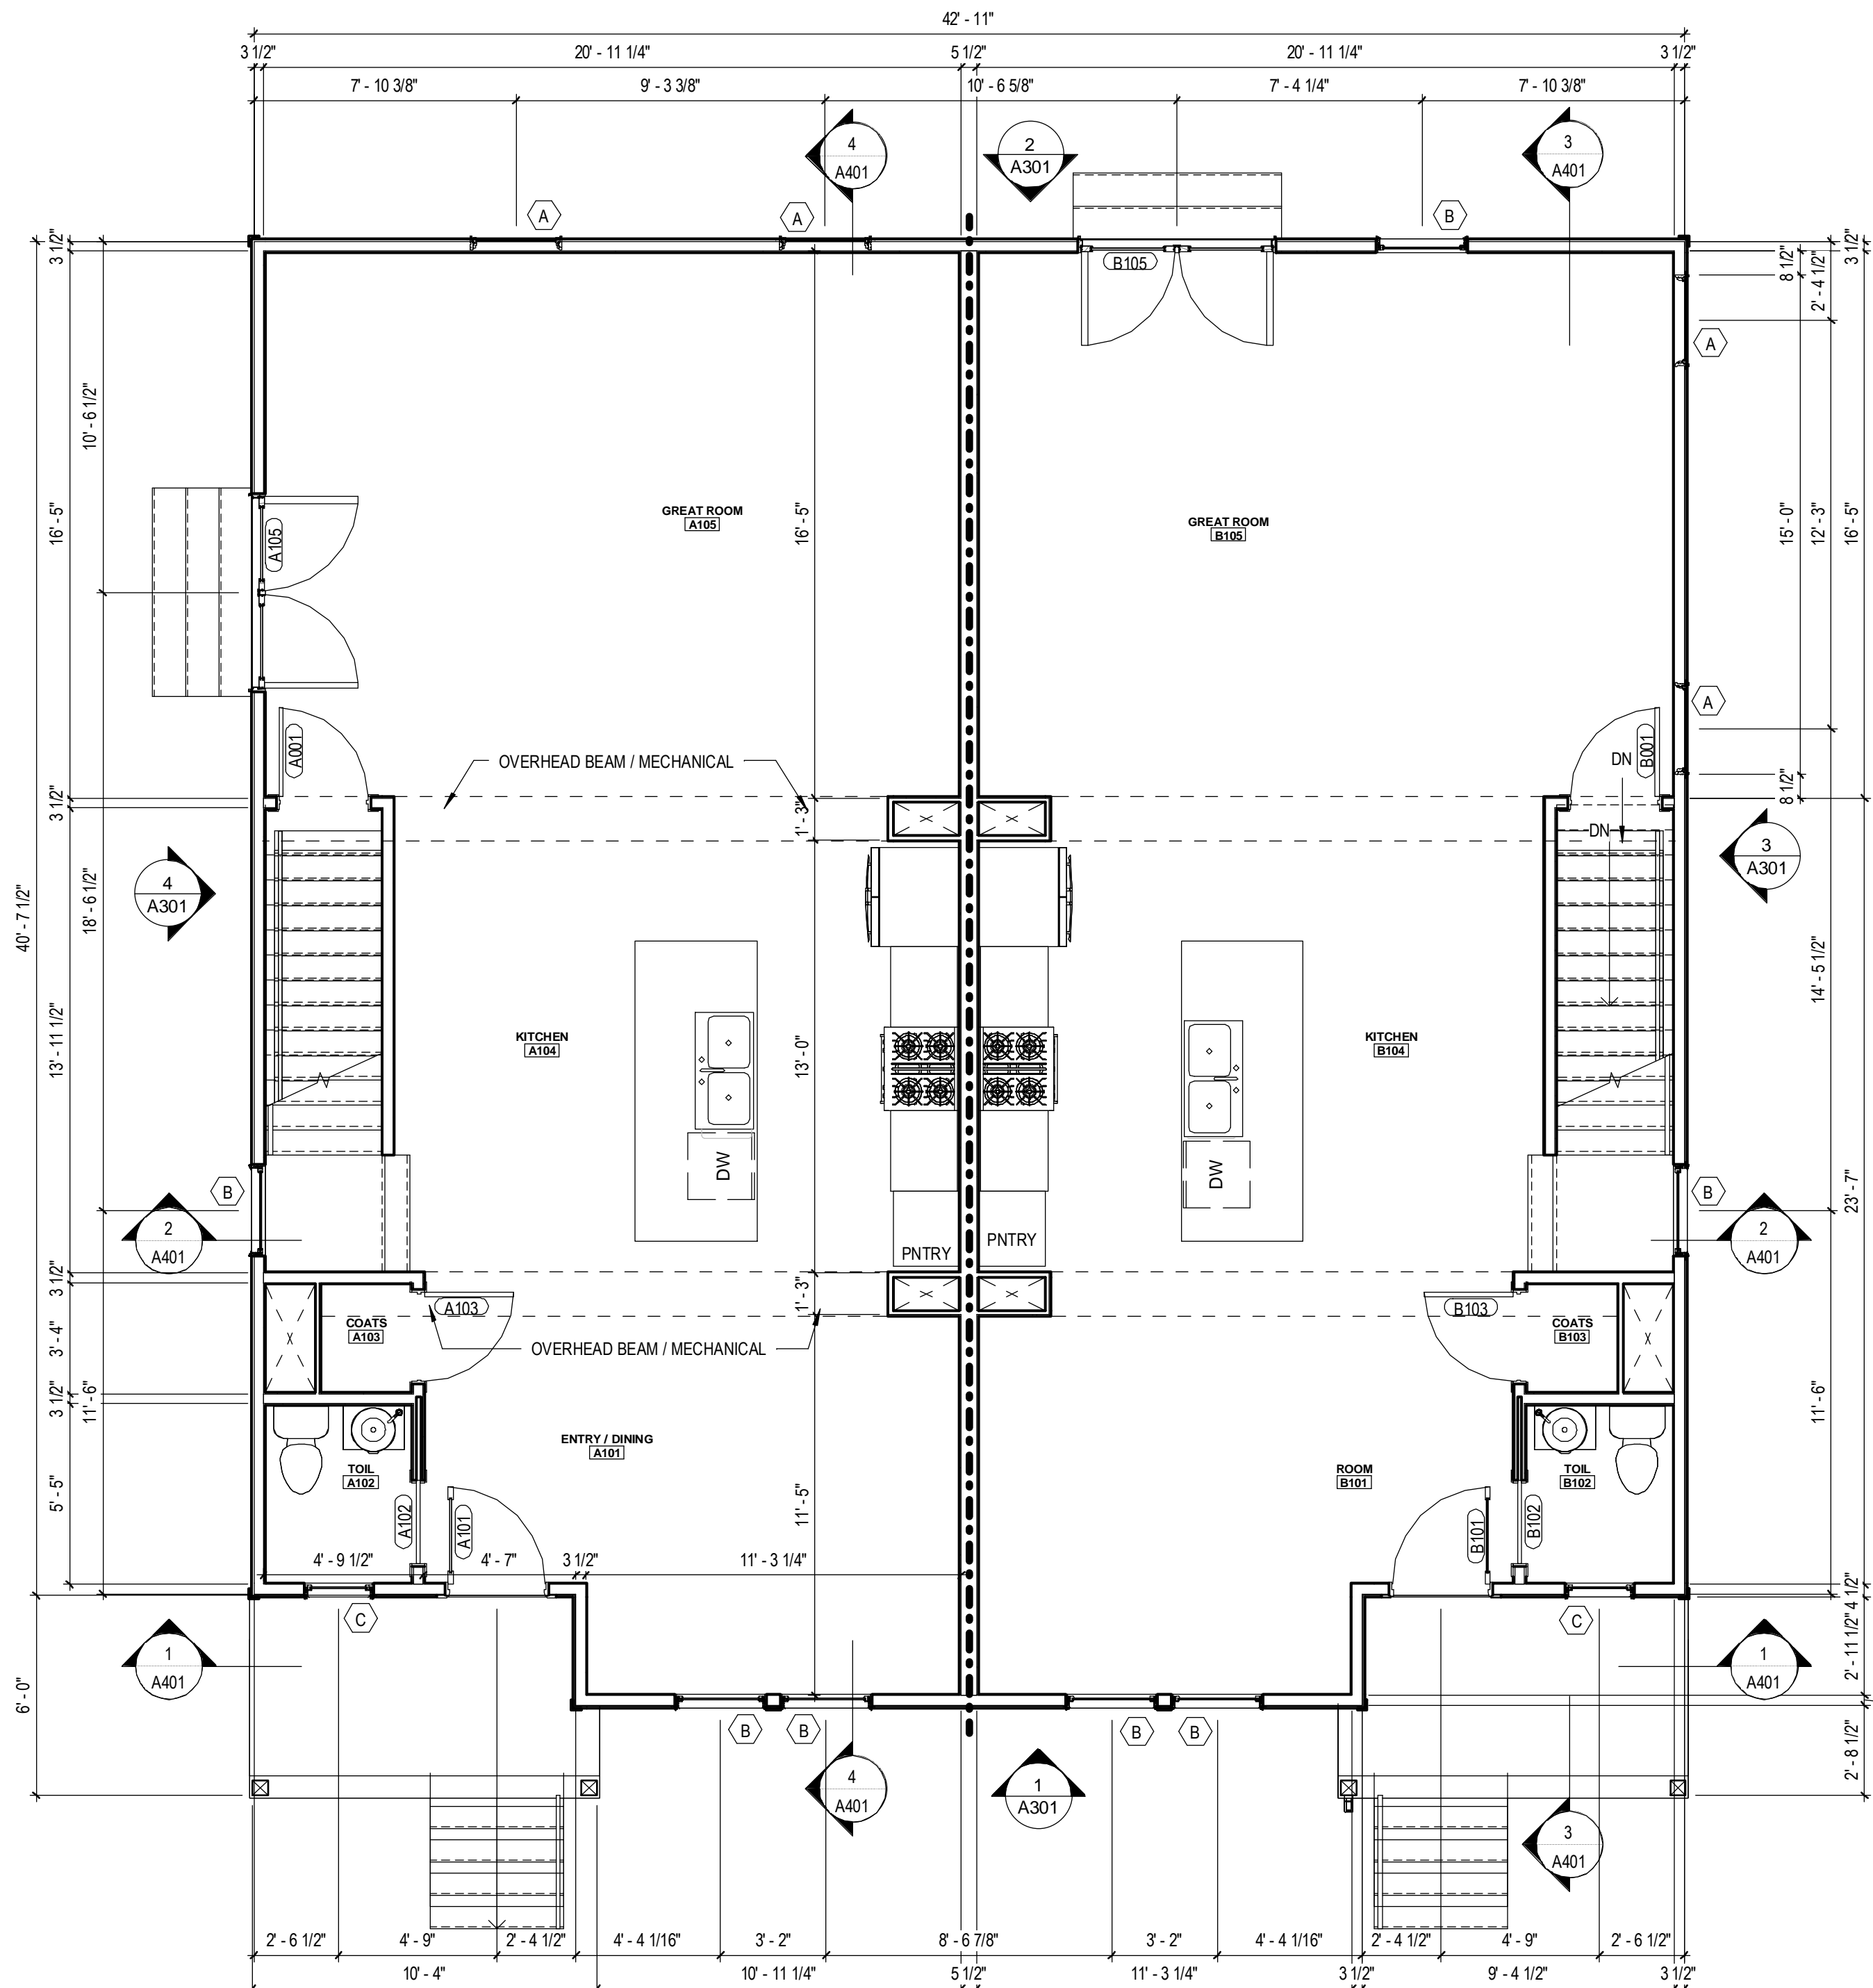 42' - 11"
3 1/2" 20' - 11 1/4" 5 1/2" 20' - 11 1/4" 3 1/2"
7' - 10 3/8" 9' - 3 3/8" 10' - 6 5/8" 7' - 4 1/4" 7' - 10 3/8"
4
A401
2
A301
3
A401
A
A
B
B105
3 1/2"
10' - 6 1/2"
16' - 5"
3 1/2"
8 1/2"
2' - 4 1/2"
3 1/2"
A
GREAT ROOM
A105
16' - 5"
GREAT ROOM
B105
15' - 0"
12' - 3"
16' - 5"
A105
A
A001
OVERHEAD BEAM / MECHANICAL
DN
B001
8 1/2"
1' - 3"
DN
4
A301
3
A301
40' - 7 1/2"
18' - 6 1/2"
13' - 11 1/2"
14' - 5 1/2"
KITCHEN
A104
13' - 0"
KITCHEN
B104
DW
DW
B
B
2
A401
2
A401
23' - 7"
PNTRY
PNTRY
3 1/2"
1' - 3"
A103
B103
COATS
A103
COATS
B103
3' - 4"
OVERHEAD BEAM / MECHANICAL
3 1/2"
11' - 6"
11' - 6"
ENTRY / DINING
A101
TOIL
A102
ROOM
B101
TOIL
B102
5' - 5"
A102
A101
11' - 5"
B101
B102
4' - 9 1/2" 4' - 7" 3 1/2" 11' - 3 1/4"
4 1/2"
C
C
1
A401
1
A401
6' - 0"
2' - 11 1/2"
B
B
B
B
2' - 8 1/2"
4
A401
1
A301
3
A401
2' - 6 1/2" 4' - 9" 2' - 4 1/2" 4' - 4 1/16" 3' - 2" 8' - 6 7/8" 3' - 2" 4' - 4 1/16" 2' - 4 1/2" 4' - 9" 2' - 6 1/2"
10' - 4" 10' - 11 1/4" 5 1/2" 11' - 3 1/4" 3 1/2" 9' - 4 1/2" 3 1/2"